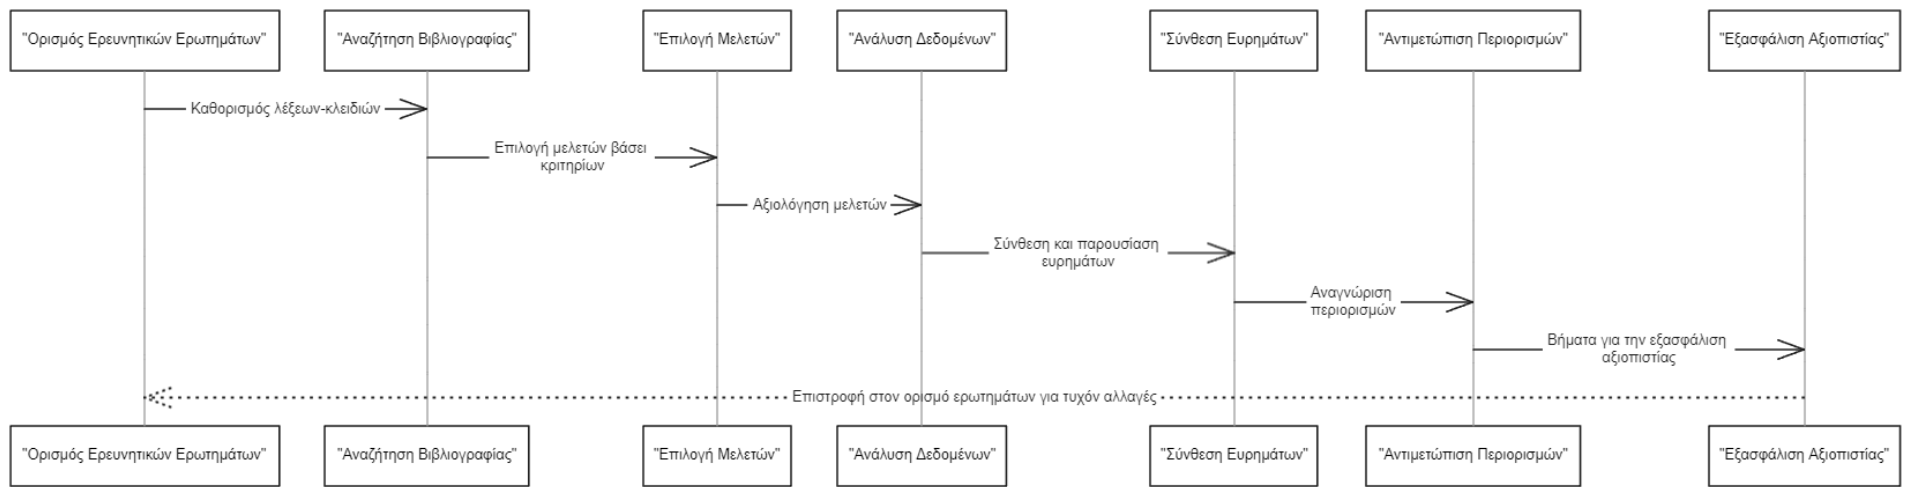 "Ορισμός Ερευνητικών Ερωτημάτων"
"Αναζήτηση Βιβλιογραφίας"
"Επιλογή Μελετών"
"Ανάλυση Δεδομένων"
"Σύνθεση Ευρημάτων"
"Αντιμετώπιση Περιορισμών"
"Εξασφάλιση Αξιοπιστίας"
Καθορισμός λέξεων-κλειδιών
Επιλογή μελετών βάσει
κριτηρίων
Αξιολόγηση μελετών
Σύνθεση και παρουσίαση
ευρημάτων
Αναγνώριση
περιορισμών
Βήματα για την εξασφάλιση
αξιοπιστίας
Επιστροφή στον ορισμό ερωτημάτων για τυχόν αλλαγές
"Ορισμός Ερευνητικών Ερωτημάτων"
"Αναζήτηση Βιβλιογραφίας"
"Επιλογή Μελετών"
"Ανάλυση Δεδομένων"
"Σύνθεση Ευρημάτων"
"Αντιμετώπιση Περιορισμών"
"Εξασφάλιση Αξιοπιστίας"